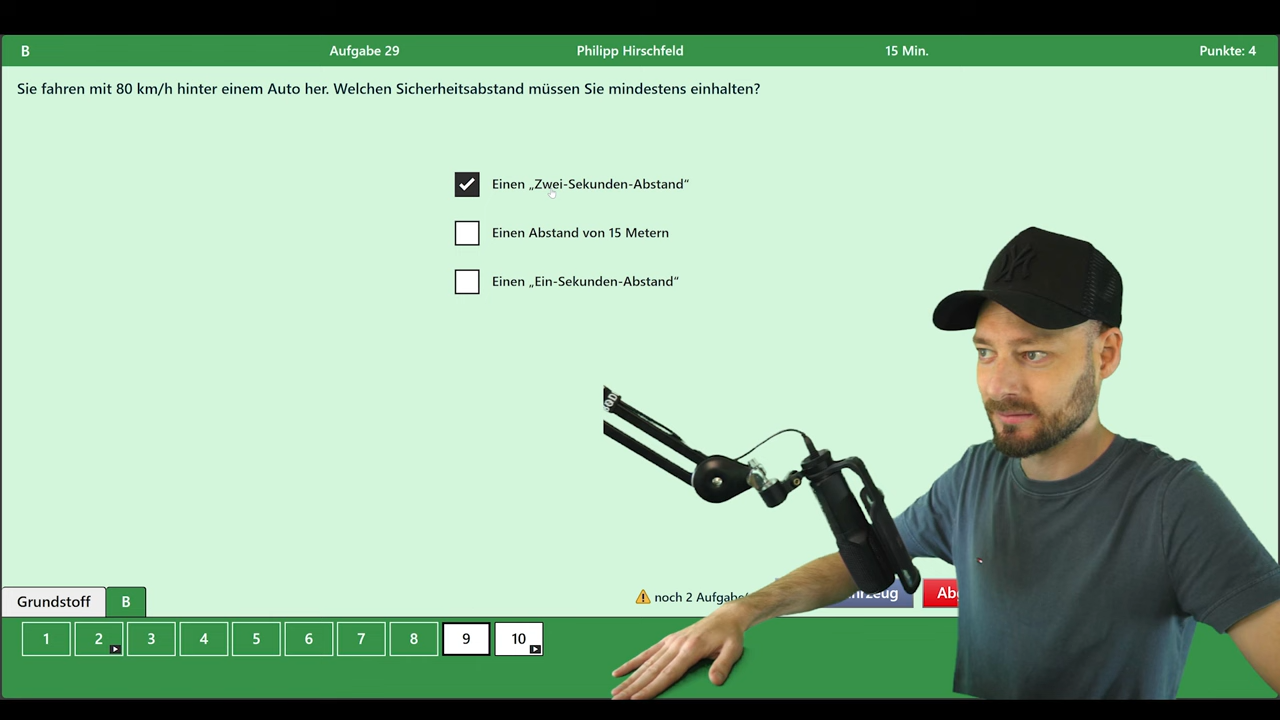 B
Aufgabe 29
Philipp Hirschfeld
15 Min.
Punkte: 4
Sie fahren mit 80 km/h hinter einem Auto her. Welchen Sicherheitsabstand müssen Sie mindestens einhalten?
Einen „Zwei-Sekunden-Abstand“
Einen Abstand von 15 Metern
Einen „Ein-Sekunden-Abstand“
Grundstoff
B
noch 2
1
2
3
4
5
6
7
8
9
10